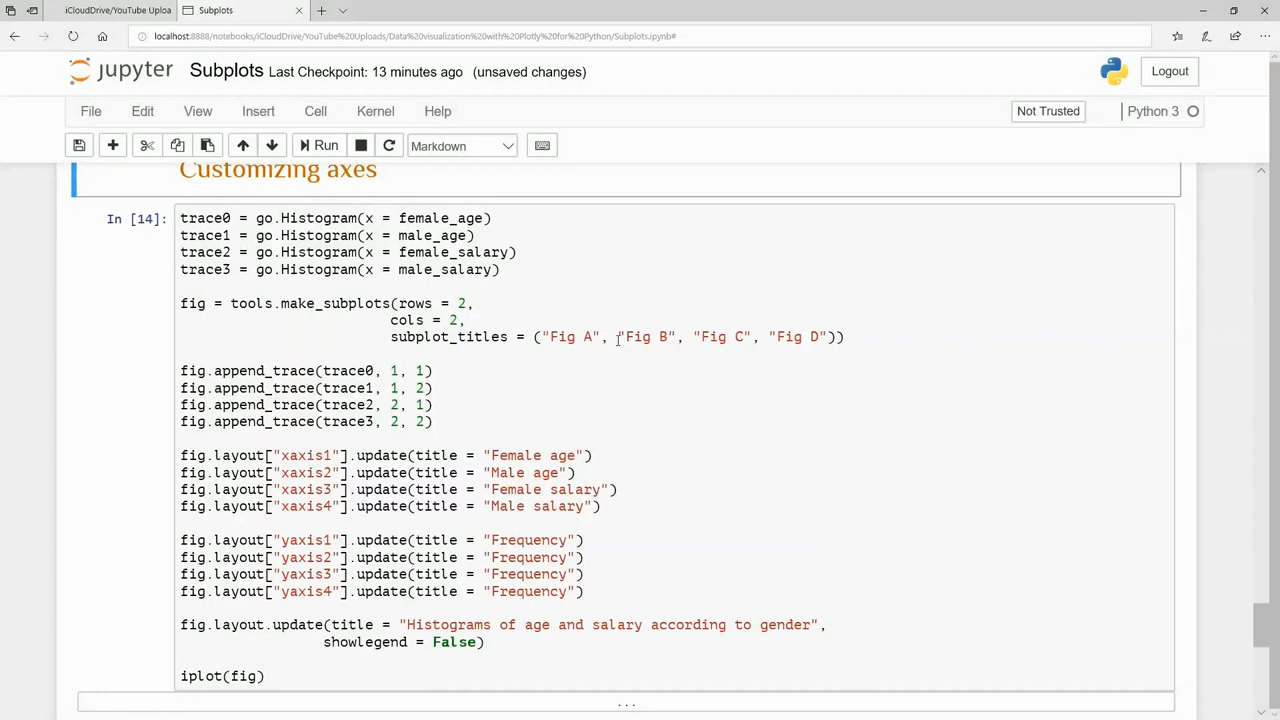 iCloudDrive/YouTube Uploa
Subplots
localhost:8888/notebooks/iCloudDrive/YouTube%20Uploads/Data%20visualization%20with%20Plotly%20for%20Python/Subplots.ipynb#
jupyter Subplots Last Checkpoint: 13 minutes ago (unsaved changes)
Logout
File Edit View Insert Cell Kernel Help
Not Trusted
Python 3
Run
Markdown
Customizing axes
In [14]:
trace0 = go.Histogram(x = female_age)
trace1 = go.Histogram(x = male_age)
trace2 = go.Histogram(x = female_salary)
trace3 = go.Histogram(x = male_salary)
fig = tools.make_subplots(rows = 2,
cols = 2,
subplot_titles = ("Fig A", "Fig B", "Fig C", "Fig D"))
fig.append_trace(trace0, 1, 1)
fig.append_trace(trace1, 1, 2)
fig.append_trace(trace2, 2, 1)
fig.append_trace(trace3, 2, 2)
fig.layout["xaxis1"].update(title = "Female age")
fig.layout["xaxis2"].update(title = "Male age")
fig.layout["xaxis3"].update(title = "Female salary")
fig.layout["xaxis4"].update(title = "Male salary")
fig.layout["yaxis1"].update(title = "Frequency")
fig.layout["yaxis2"].update(title = "Frequency")
fig.layout["yaxis3"].update(title = "Frequency")
fig.layout["yaxis4"].update(title = "Frequency")
fig.layout.update(title = "Histograms of age and salary according to gender",
showlegend = False)
iplot(fig)
...